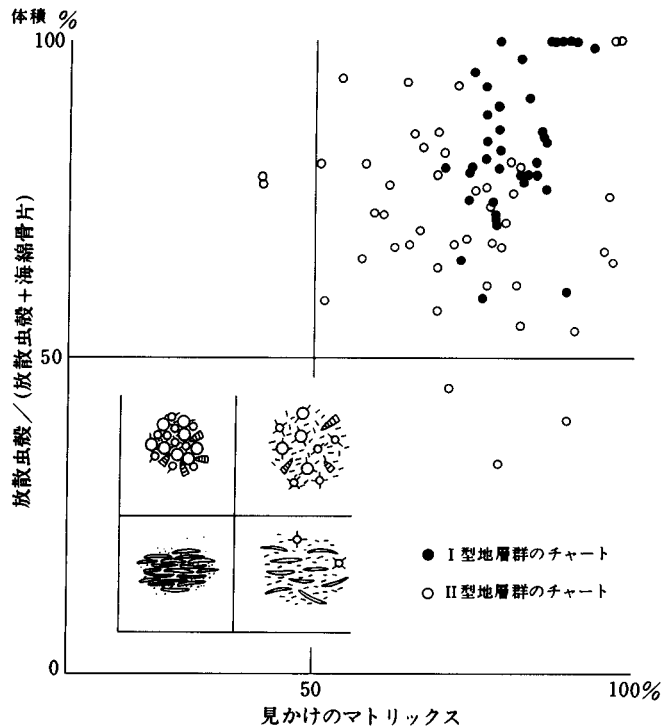 体積 %
100
放散虫殻/(放散虫殻+海綿骨片)
50
● I型地層群のチャート
○ II型地層群のチャート
0
50
100%
見かけのマトリックス